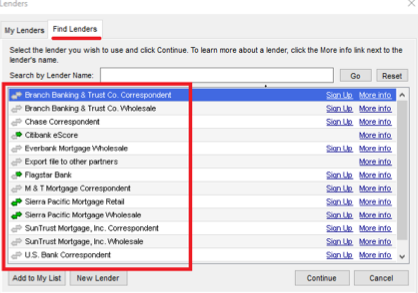 Lenders
My Lenders Find Lenders
Select the lender you wish to use and click Continue. To learn more about a lender, click the More info link next to the
lender's name.
Search by Lender Name: Go Reset
Branch Banking & Trust Co. Correspondent Sign Up More info
Branch Banking & Trust Co. Wholesale Sign Up More info
Chase Correspondent Sign Up More info
Citibank eScore More info
Everbank Mortgage Wholesale Sign Up More info
Export file to other partners More info
Flagstar Bank Sign Up More info
M & T Mortgage Correspondent Sign Up More info
Sierra Pacific Mortgage Retail Sign Up More info
Sierra Pacific Mortgage Wholesale Sign Up More info
SunTrust Mortgage, Inc. Correspondent Sign Up More info
SunTrust Mortgage, Inc. Wholesale Sign Up More info
U.S. Bank Correspondent Sign Up More info
Add to My List New Lender Continue Cancel